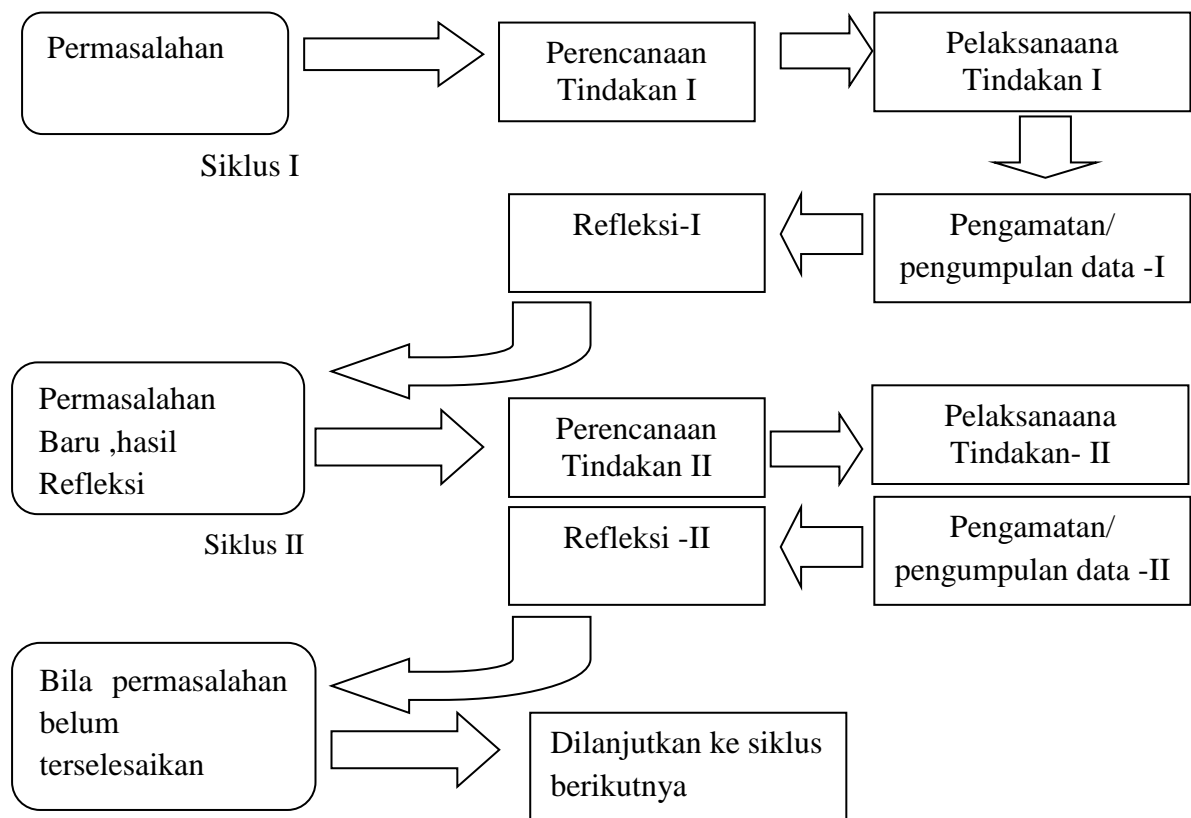 Permasalahan
Perencanaan
Tindakan I
Pelaksanaana
Tindakan I
Siklus I
Pengamatan/
pengumpulan data -I
Refleksi-I
Permasalahan
Baru ,hasil
Refleksi
Perencanaan
Tindakan II
Pelaksanaana
Tindakan- II
Siklus II
Pengamatan/
pengumpulan data -II
Refleksi -II
Bila permasalahan
belum
terselesaikan
Dilanjutkan ke siklus
berikutnya